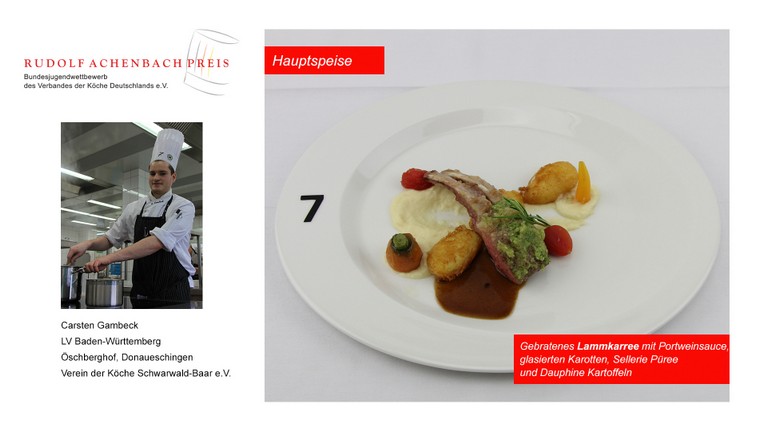 RUDOLF ACHENBACH PREIS
Bundesjugendwettbewerb
des Verbandes der Köche Deutschlands e.V.
Hauptspeise
7
Carsten Gambeck
LV Baden-Württemberg
Öschberghof, Donaueschingen
Verein der Köche Schwarwald-Baar e.V.
Gebratenes Lammkarree mit Portweinsauce,
glasierten Karotten, Sellerie Püree
und Dauphine Kartoffeln